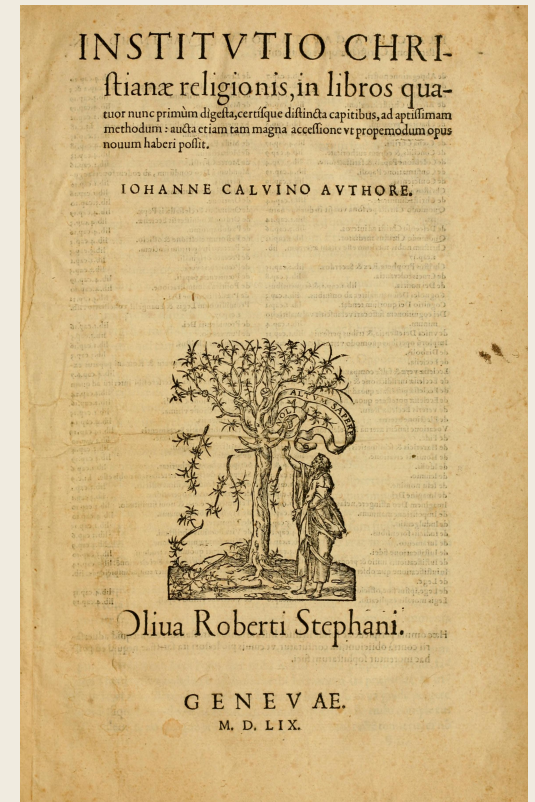 INSTITVTIO CHRI-
stianæ religionis, in libros qua-
tuor nunc primùm digesta, certísque distincta capitibus, ad aptissimam
methodum: aucta etiam tam magna accessione vt propemodum opus
nouum haberi possit.
IOHANNE CALVINO AVTHORE.
NOLI ALTVM SAPERE
Oliua Roberti Stephani.
GENEVAE.
M. D. LIX.